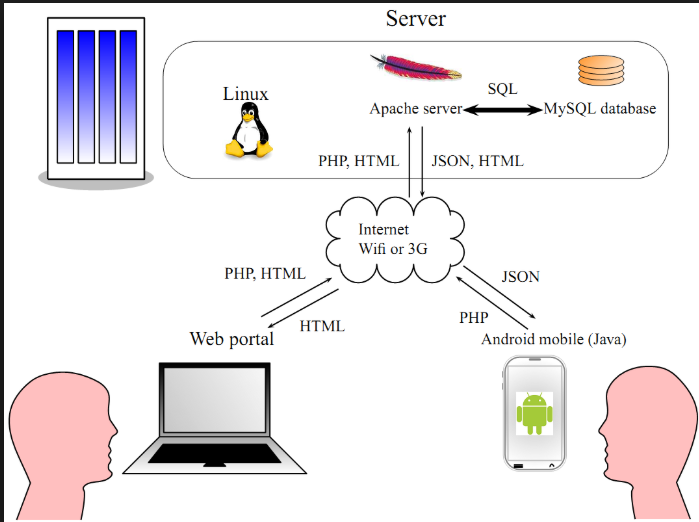 Server
Linux
SQL
Apache server
MySQL database
PHP, HTML
JSON, HTML
Internet
Wifi or 3G
PHP, HTML
JSON
HTML
PHP
Web portal
Android mobile (Java)